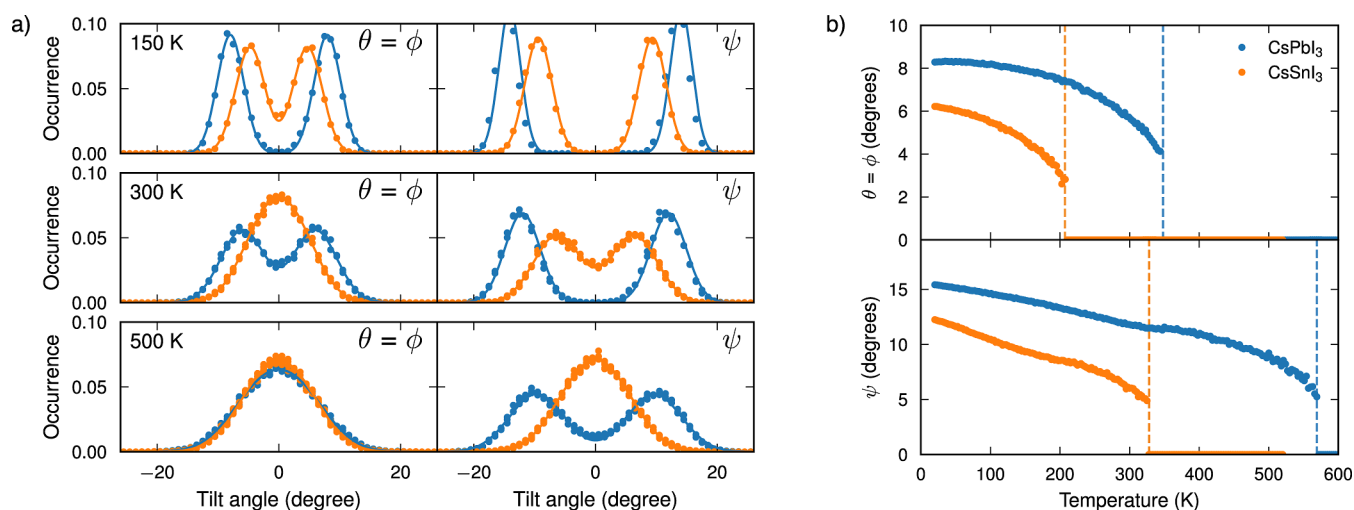 a)
150 K
θ = ϕ
ψ
Occurrence
0.10
0.05
0.00
300 K
θ = ϕ
ψ
Occurrence
0.10
0.05
0.00
500 K
θ = ϕ
ψ
Occurrence
0.10
0.05
0.00
−20 0 20 −20 0 20
Tilt angle (degree) Tilt angle (degree)
b)
CsPbI₃
CsSnI₃
θ = ϕ (degrees)
10
8
6
4
2
0
ψ (degrees)
15
10
5
0
0 100 200 300 400 500 600
Temperature (K)